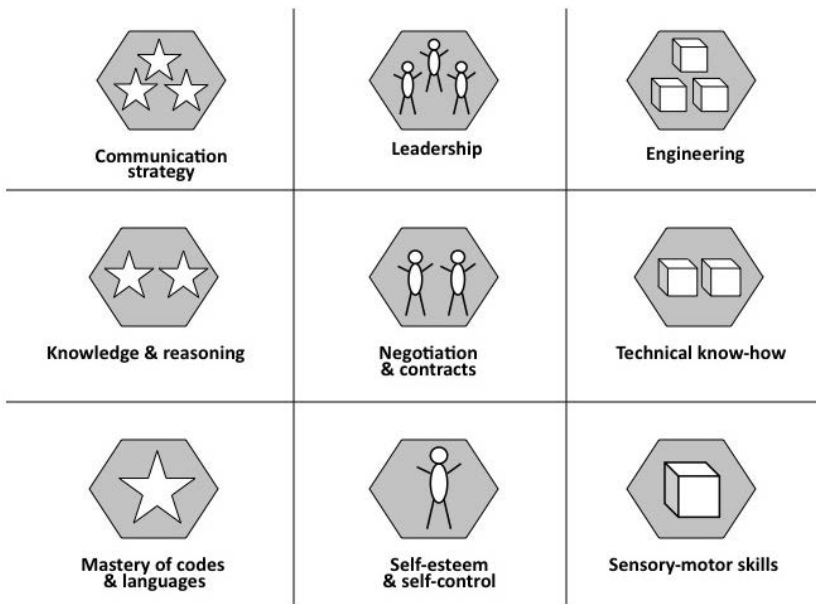 Communication
strategy
Leadership
Engineering
Knowledge & reasoning
Negotiation
& contracts
Technical know-how
Mastery of codes
& languages
Self-esteem
& self-control
Sensory-motor skills